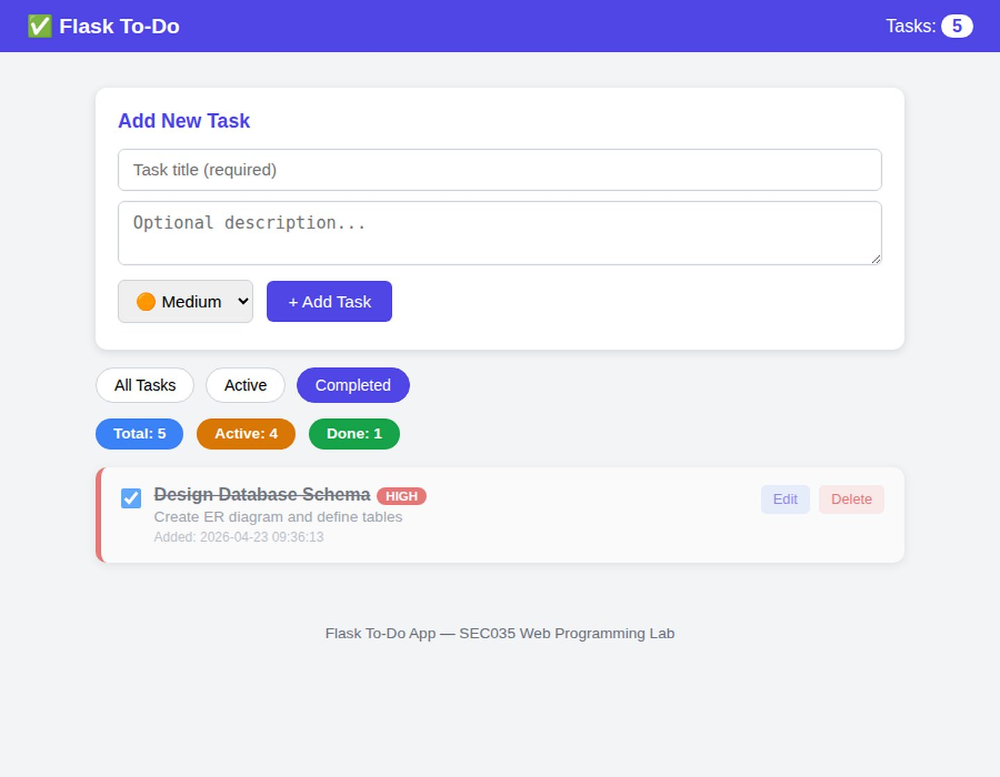 ✅ Flask To-Do
Tasks: 5
Add New Task
Task title (required)
Optional description...
🟠 Medium
+ Add Task
All Tasks
Active
Completed
Total: 5
Active: 4
Done: 1
Design Database Schema HIGH
Edit
Delete
Create ER diagram and define tables
Added: 2026-04-23 09:36:13
Flask To-Do App — SEC035 Web Programming Lab